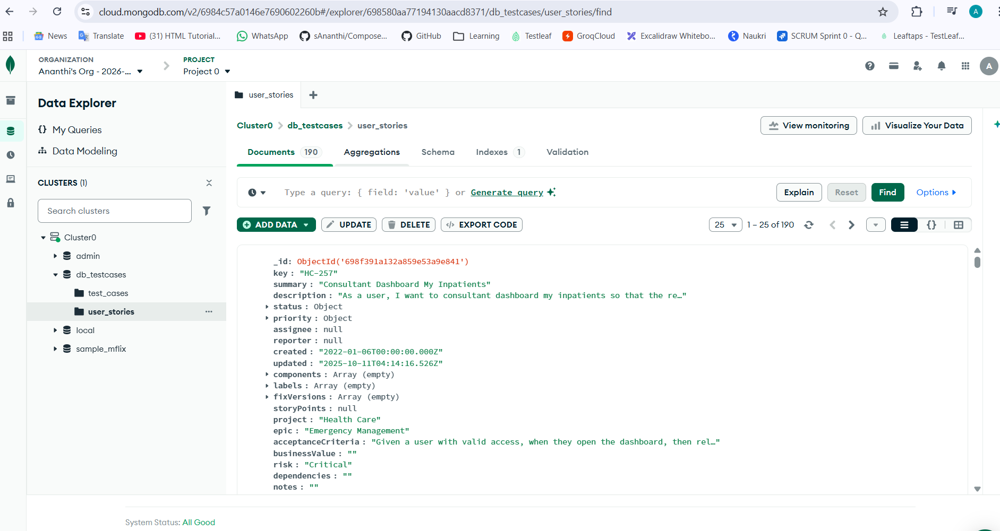 cloud.mongodb.com/v2/6984c57a0146e7690602260b#/explorer/698580aa77194130aacd8371/db_testcases/user_stories/find
A
News
Translate
(31) HTML Tutorial...
WhatsApp
sAnanthi/Compose...
GitHub
Learning
Testleaf
GroqCloud
Excalidraw Whitebo...
Naukri
SCRUM Sprint 0 - Q...
Leaftaps - TestLeaf...
ORGANIZATION
Ananthi's Org - 2026-...
PROJECT
Project 0
A
Data Explorer
My Queries
Data Modeling
CLUSTERS (1)
Search clusters
Cluster0
admin
db_testcases
test_cases
user_stories
local
sample_mflix
user_stories
Cluster0 > db_testcases > user_stories
View monitoring
Visualize Your Data
Documents 190
Aggregations
Schema
Indexes 1
Validation
Type a query: { field: 'value' } or Generate query
Explain
Reset
Find
Options
ADD DATA
UPDATE
DELETE
EXPORT CODE
25
1 – 25 of 190
{}
_id: ObjectId('698f391a132a859e53a9e841')
key : "HC-257"
summary : "Consultant Dashboard My Inpatients"
description : "As a user, I want to consultant dashboard my inpatients so that the re…"
status : Object
priority : Object
assignee : null
reporter : null
created : "2022-01-06T00:00:00.000Z"
updated : "2025-10-11T04:14:16.526Z"
components : Array (empty)
labels : Array (empty)
fixVersions : Array (empty)
storyPoints : null
project : "Health Care"
epic : "Emergency Management"
acceptanceCriteria : "Given a user with valid access, when they open the dashboard, then rel…"
businessValue : ""
risk : "Critical"
dependencies : ""
notes : ""
System Status: All Good